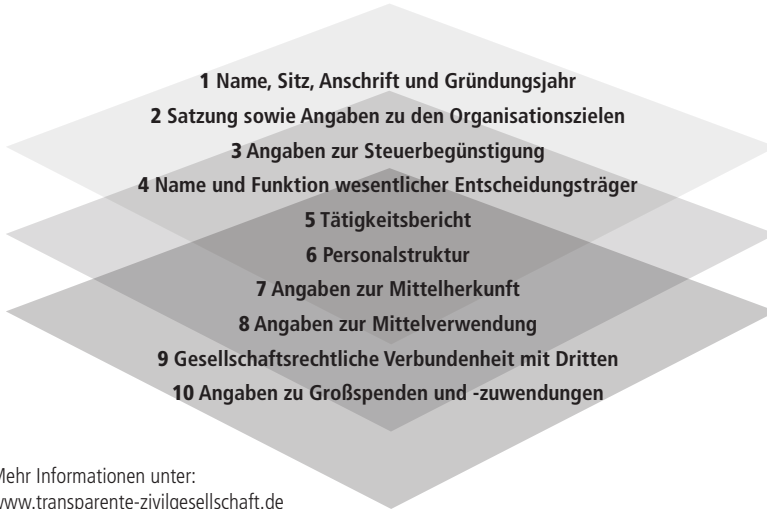 1 Name, Sitz, Anschrift und Gründungsjahr
2 Satzung sowie Angaben zu den Organisationszielen
3 Angaben zur Steuerbegünstigung
4 Name und Funktion wesentlicher Entscheidungsträger
5 Tätigkeitsbericht
6 Personalstruktur
7 Angaben zur Mittelherkunft
8 Angaben zur Mittelverwendung
9 Gesellschaftsrechtliche Verbundenheit mit Dritten
10 Angaben zu Großspenden und -zuwendungen
Mehr Informationen unter:
www.transparente-zivilgesellschaft.de